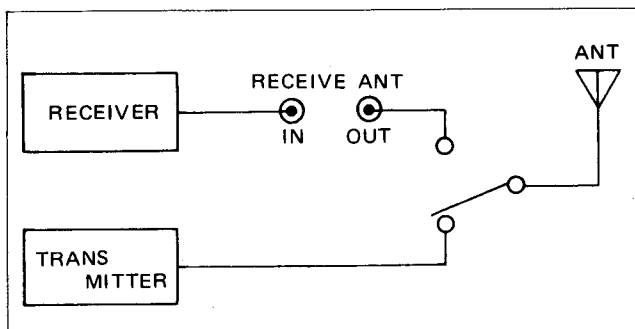 ANT
RECEIVE ANT
RECEIVER
IN
OUT
TRANS
MITTER